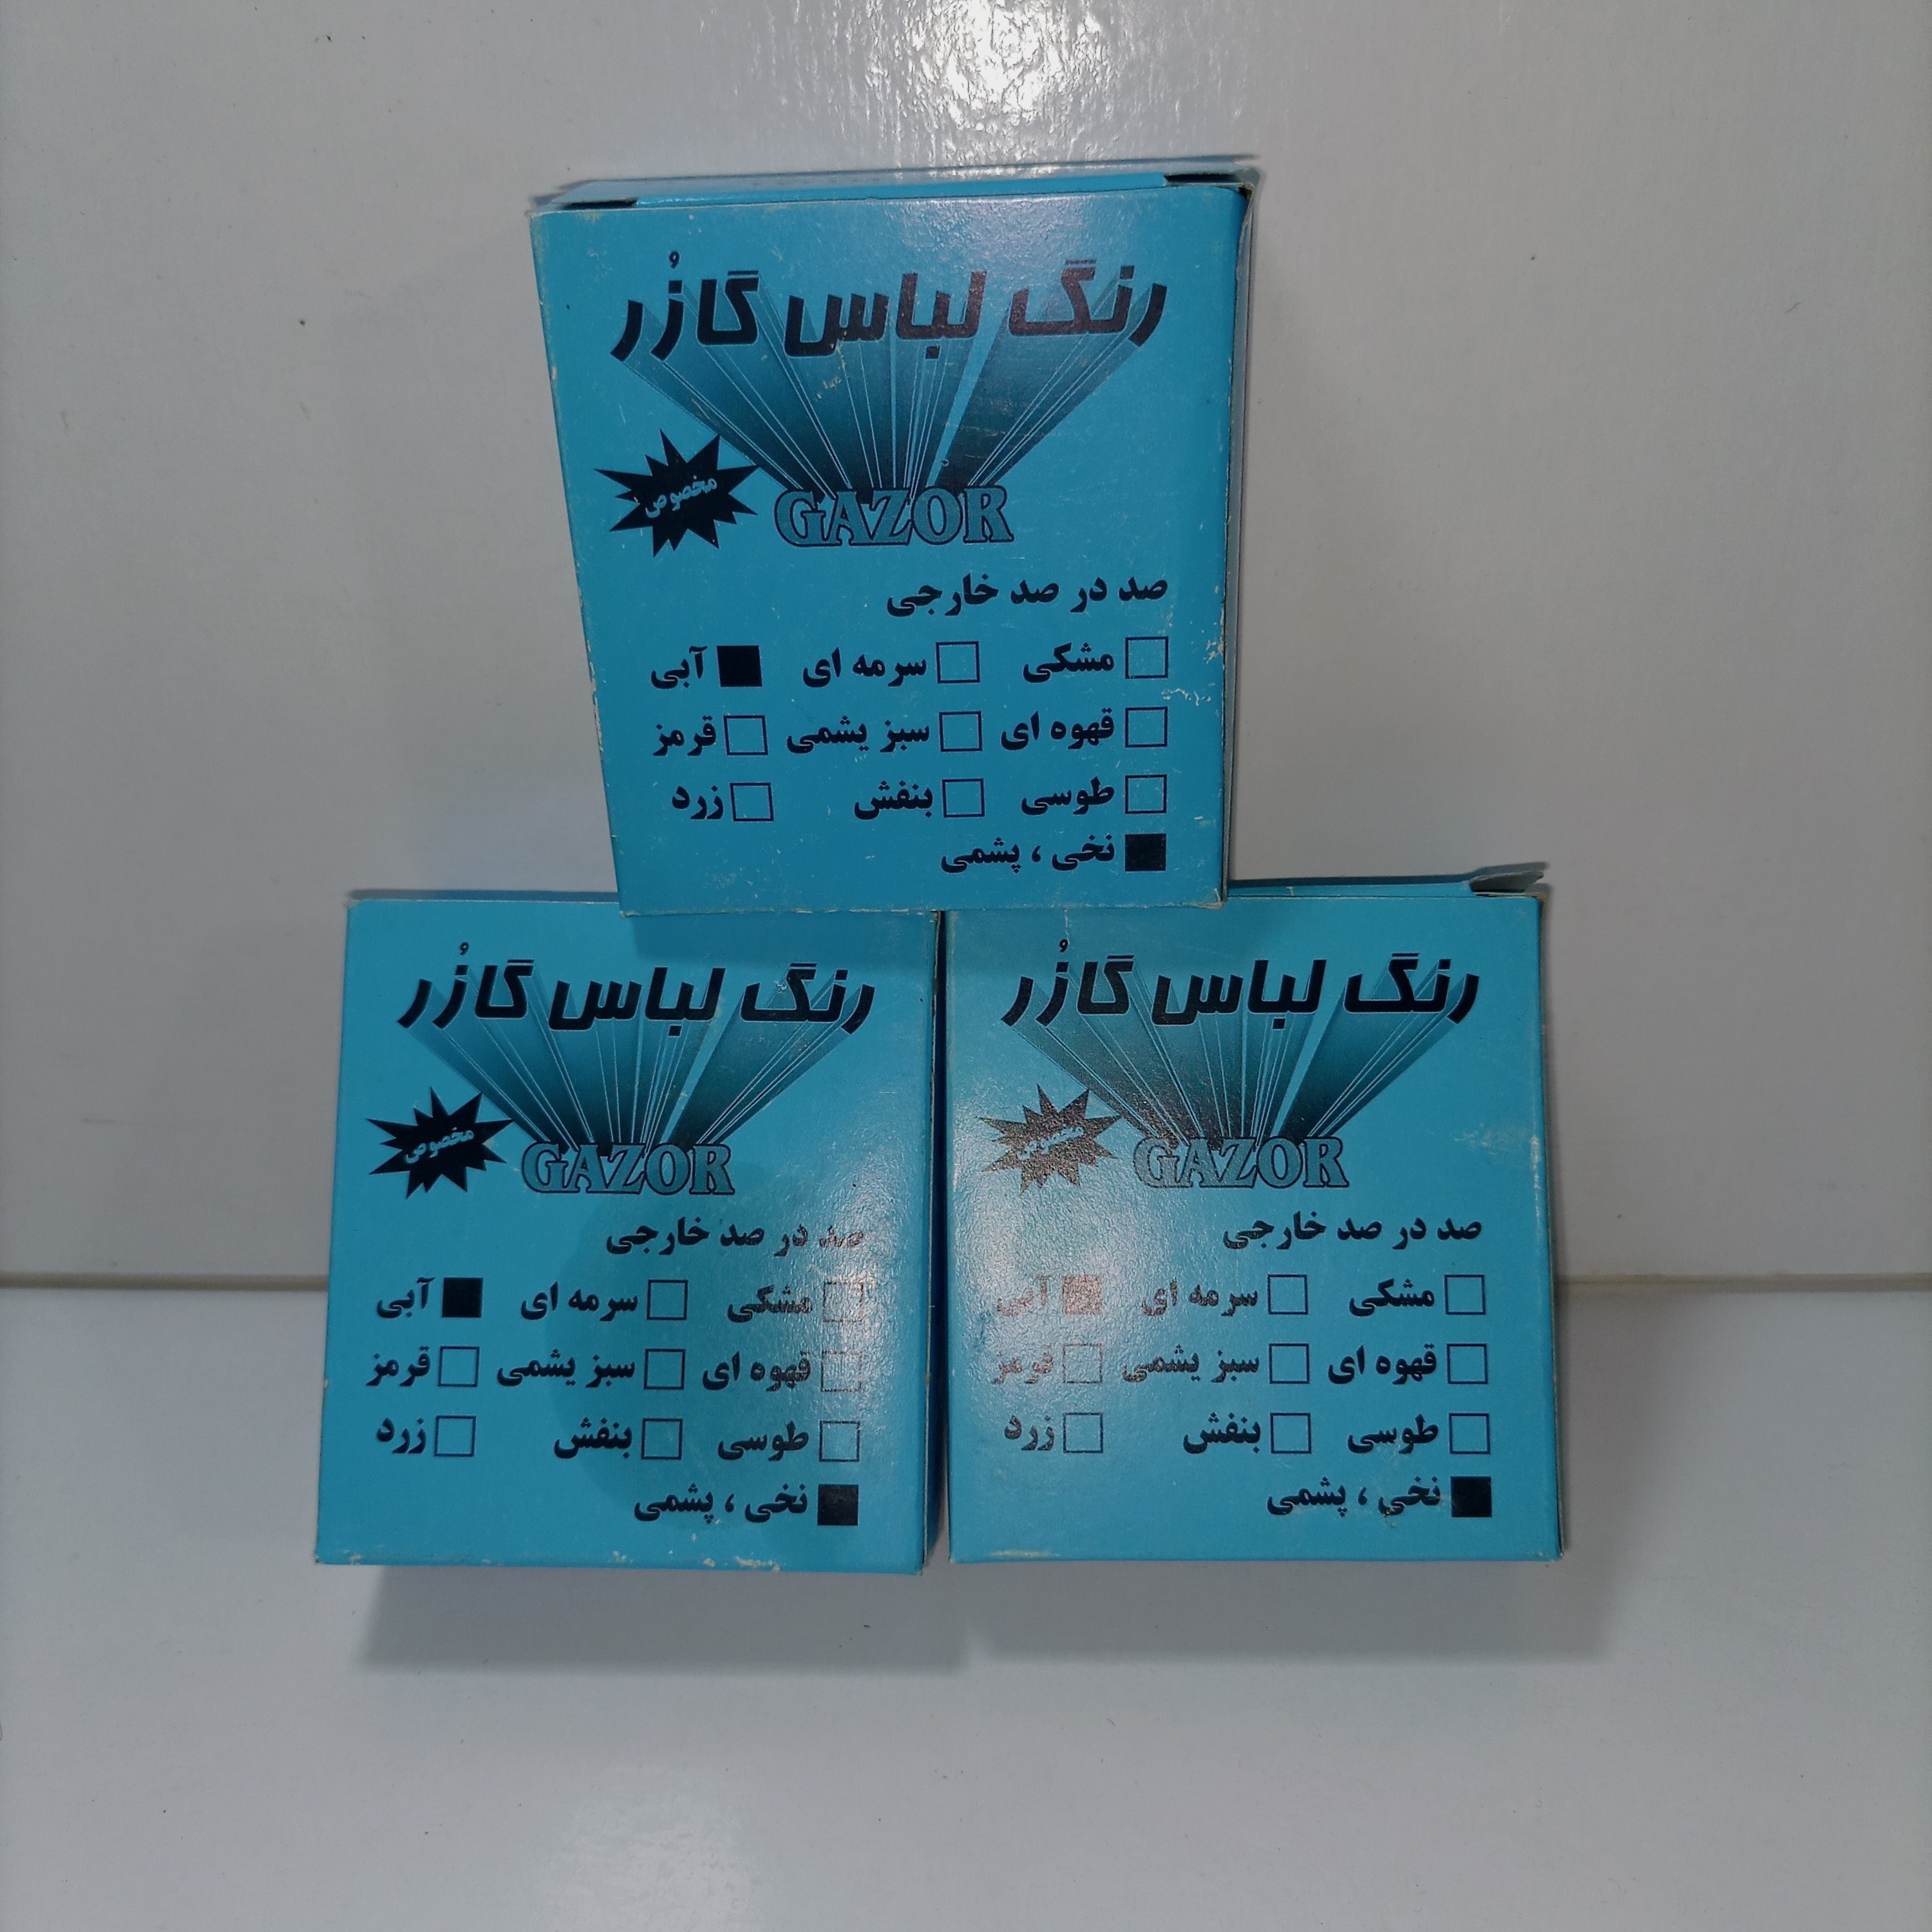 رنگ لباس گازُر
مخصوص
GAZOR
صد در صد خارجی
مشکی سرمه ای آبی
قهوه ای سبز یشمی قرمز
طوسی بنفش زرد
نخی ، پشمی
رنگ لباس گازُر
مخصوص
GAZOR
صد در صد خارجی
مشکی سرمه ای آبی
قهوه ای سبز یشمی قرمز
طوسی بنفش زرد
نخی ، پشمی
رنگ لباس گازُر
مخصوص
GAZOR
صد در صد خارجی
مشکی سرمه ای آبی
قهوه ای سبز یشمی قرمز
طوسی بنفش زرد
نخی ، پشمی